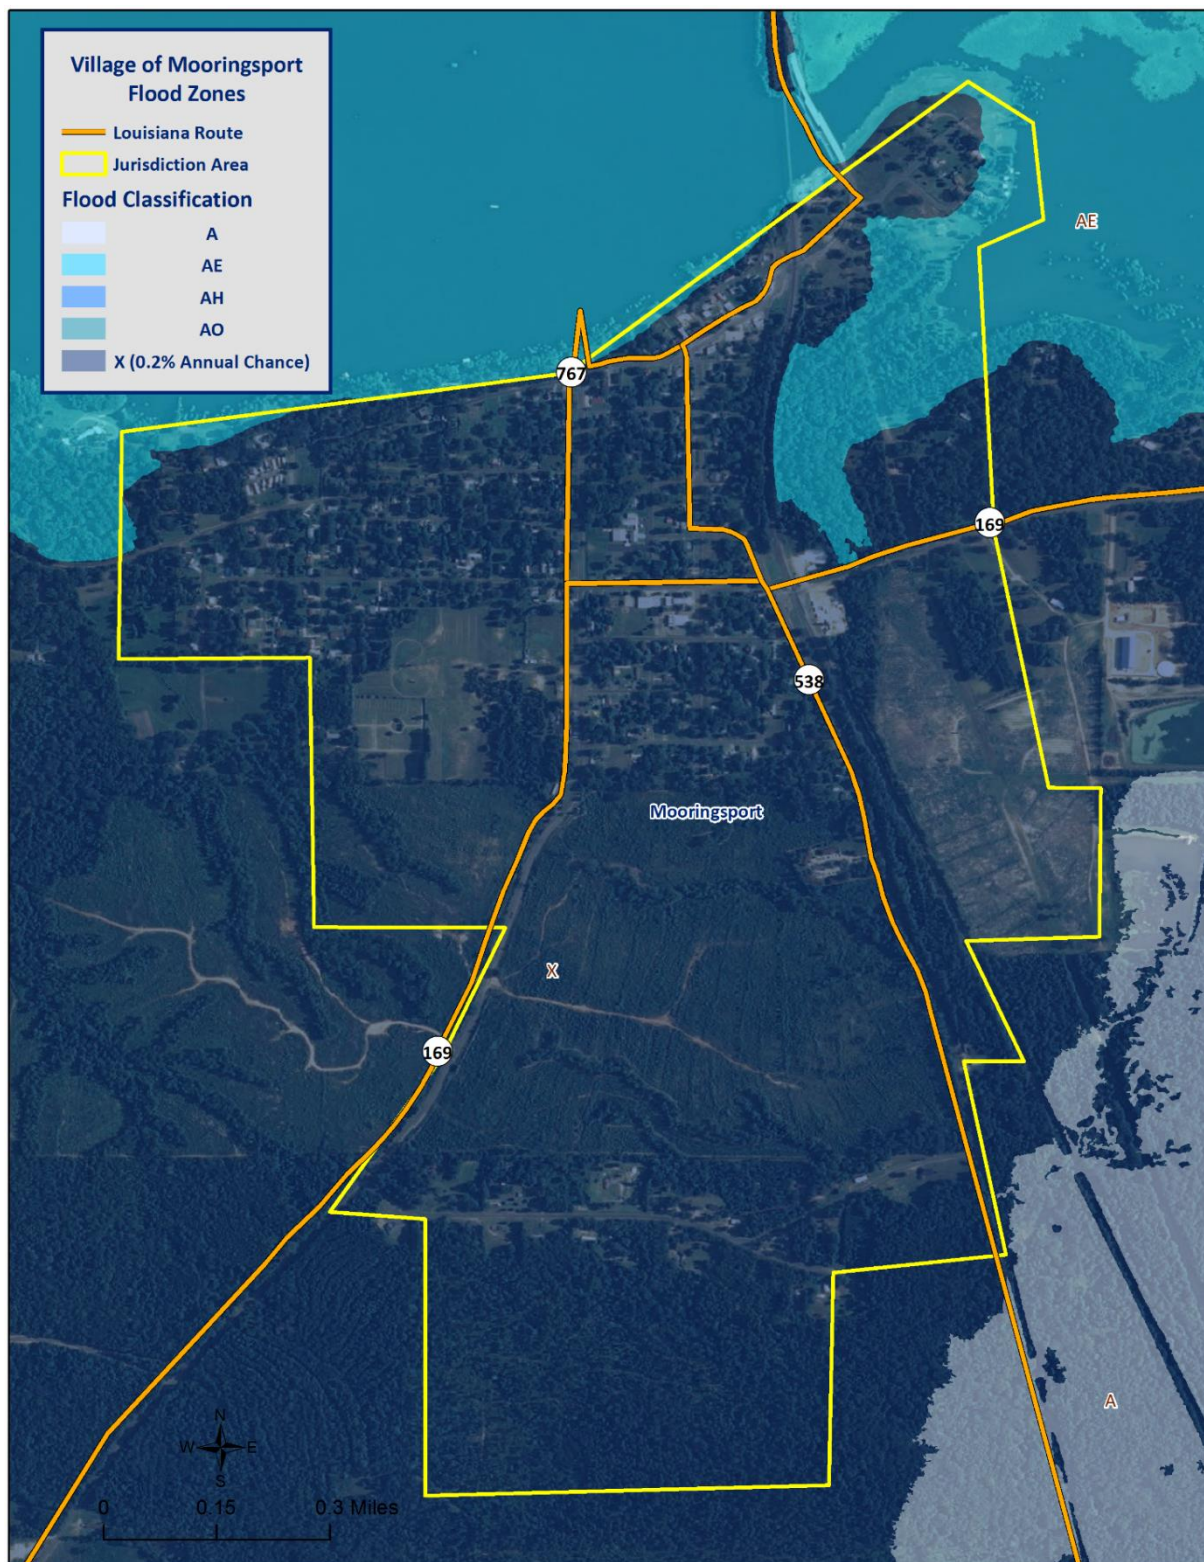 Village of Mooringsport
Flood Zones
Louisiana Route
Jurisdiction Area
Flood Classification
A
AE
AH
AO
X (0.2% Annual Chance)
AE
767
169
538
Mooringsport
X
169
A
N
W E
S
0 0.15 0.3 Miles